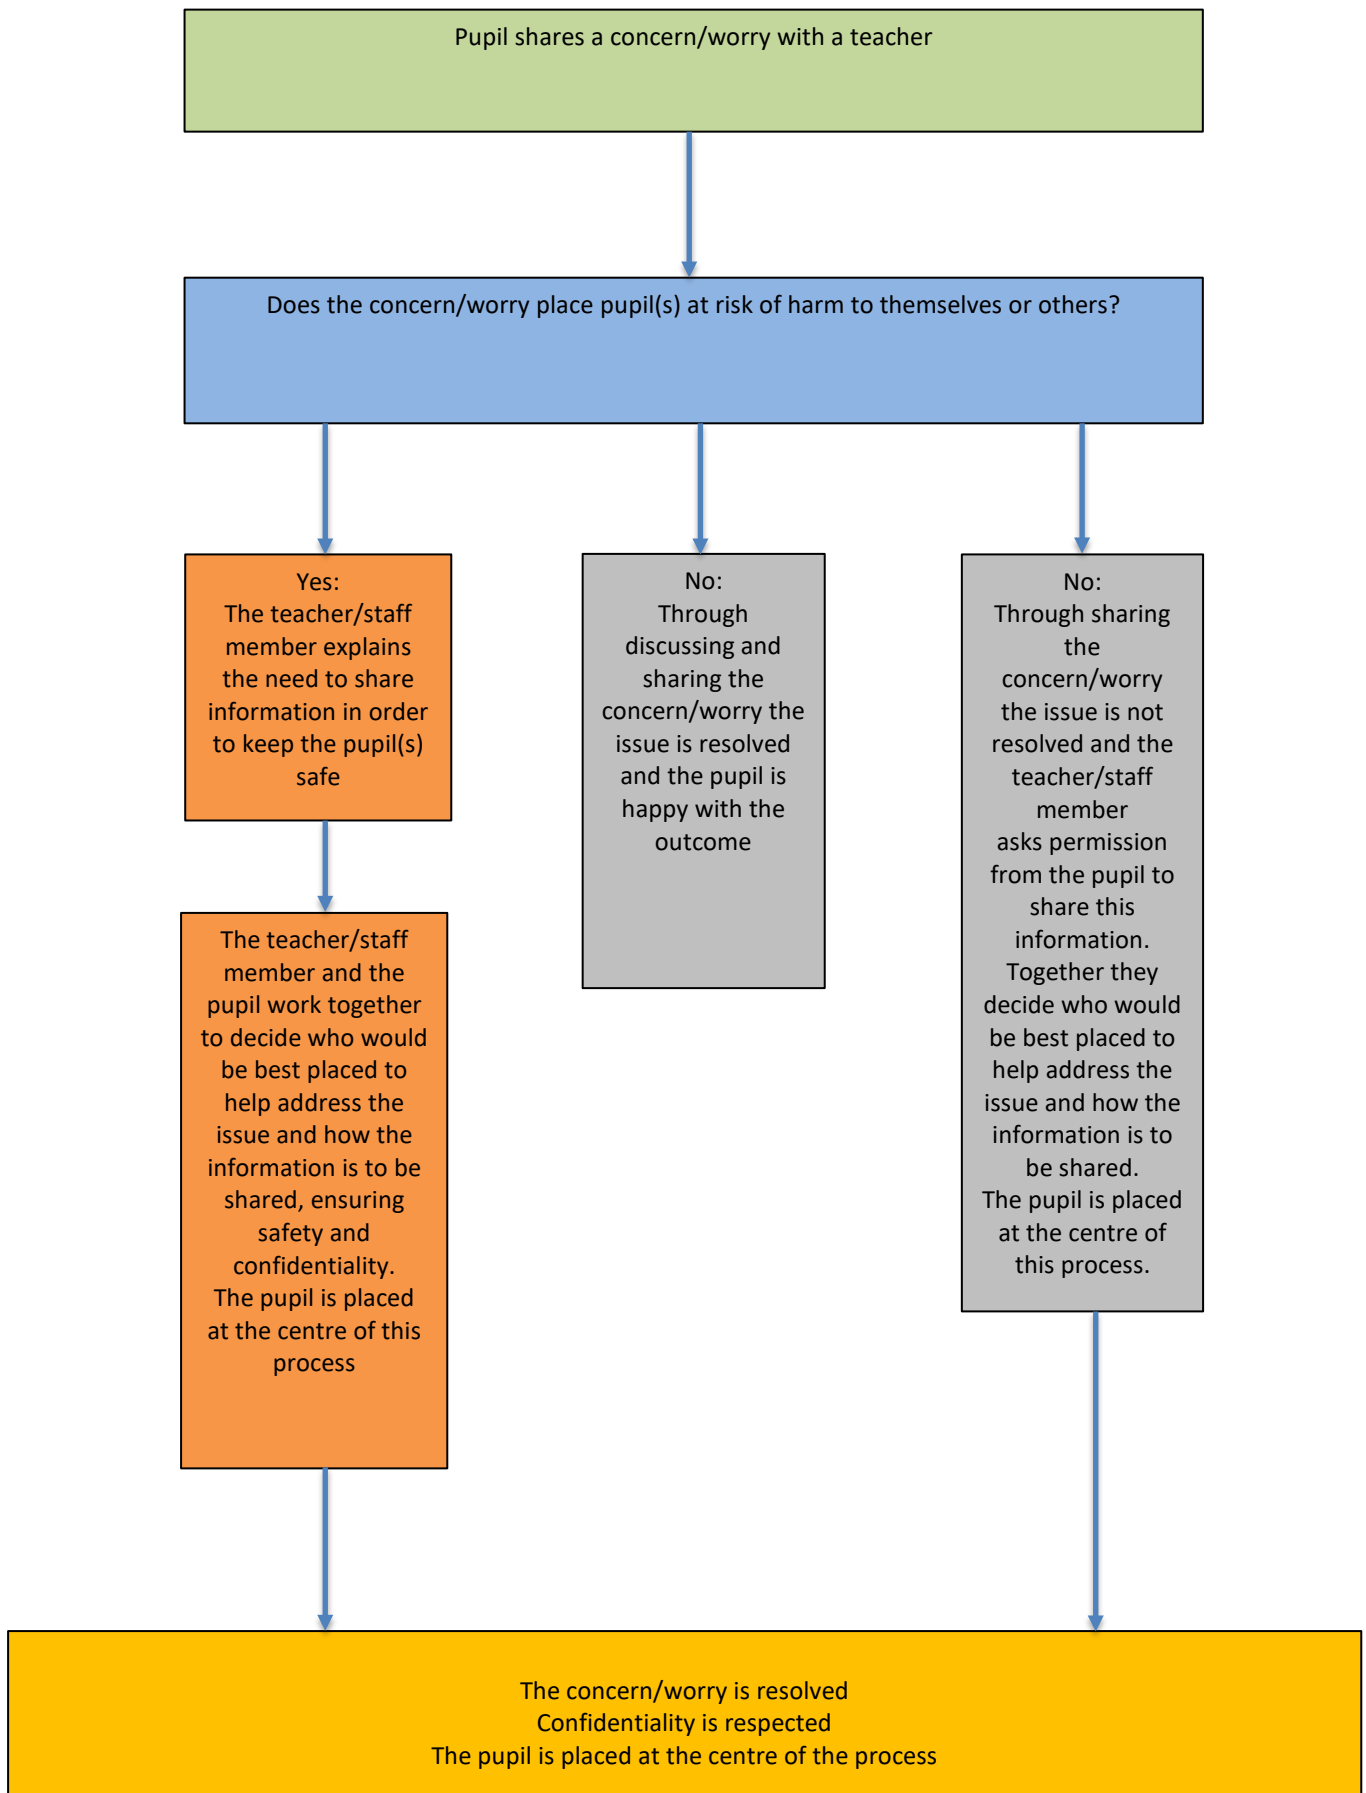 Pupil shares a concern/worry with a teacher
Does the concern/worry place pupil(s) at risk of harm to themselves or others?
Yes:
The teacher/staff
member explains
the need to share
information in order
to keep the pupil(s)
safe
The teacher/staff
member and the
pupil work together
to decide who would
be best placed to
help address the
issue and how the
information is to be
shared, ensuring
safety and
confidentiality.
The pupil is placed
at the centre of this
process
No:
Through
discussing and
sharing the
concern/worry the
issue is resolved
and the pupil is
happy with the
outcome
No:
Through sharing
the
concern/worry
the issue is not
resolved and the
teacher/staff
member
asks permission
from the pupil to
share this
information.
Together they
decide who would
be best placed to
help address the
issue and how the
information is to
be shared.
The pupil is placed
at the centre of
this process.
The concern/worry is resolved
Confidentiality is respected
The pupil is placed at the centre of the process